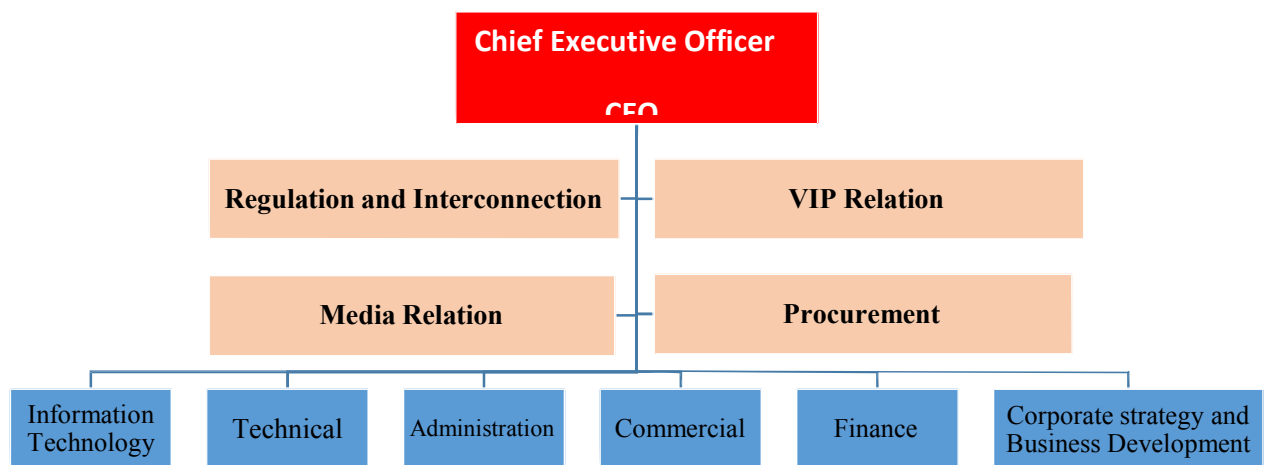 Chief Executive Officer
CEO
Regulation and Interconnection
VIP Relation
Media Relation
Procurement
Information
Technology
Technical
Administration
Commercial
Finance
Corporate strategy and
Business Development